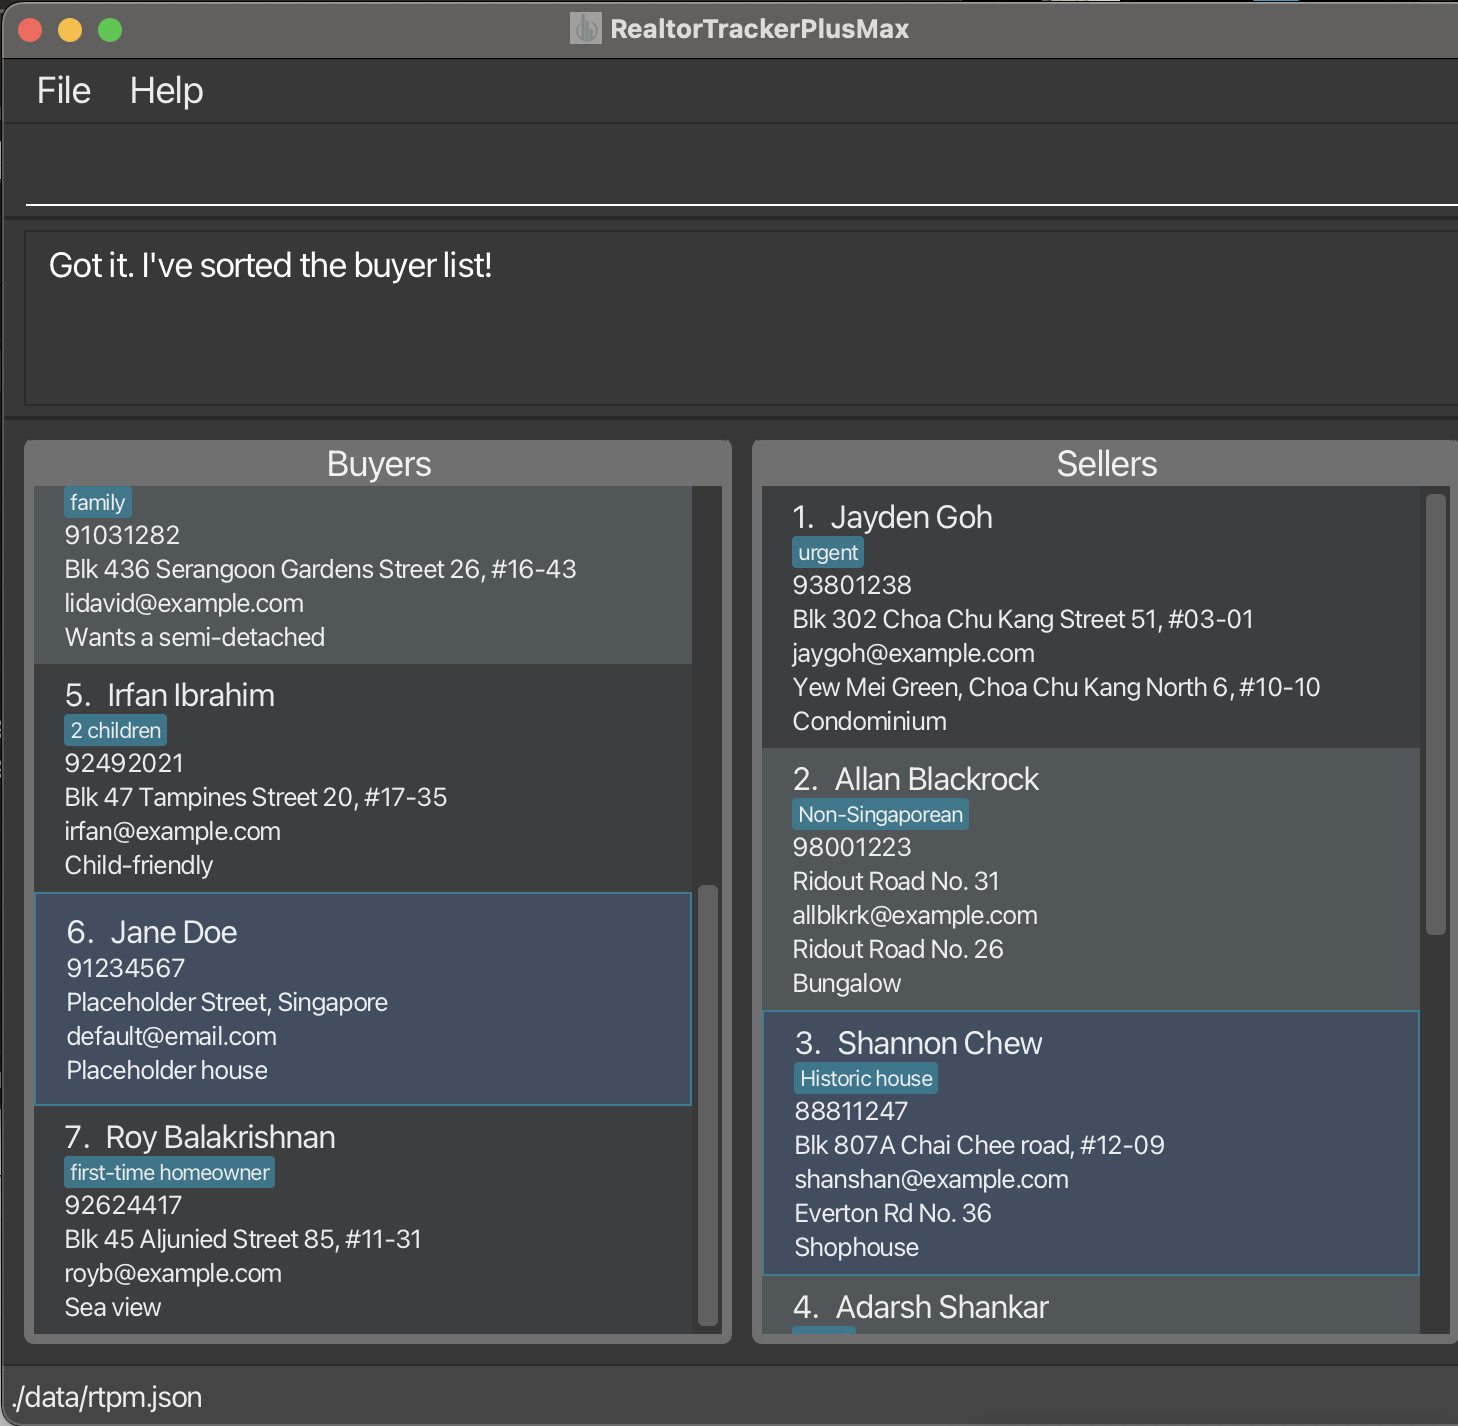 RealtorTrackerPlusMax
File Help
Got it. I've sorted the buyer list!
Buyers
family
91031282
Blk 436 Serangoon Gardens Street 26, #16-43
lidavid@example.com
Wants a semi-detached
5. Irfan Ibrahim
2 children
92492021
Blk 47 Tampines Street 20, #17-35
irfan@example.com
Child-friendly
6. Jane Doe
91234567
Placeholder Street, Singapore
default@email.com
Placeholder house
7. Roy Balakrishnan
first-time homeowner
92624417
Blk 45 Aljunied Street 85, #11-31
royb@example.com
Sea view
Sellers
1. Jayden Goh
urgent
93801238
Blk 302 Choa Chu Kang Street 51, #03-01
jaygoh@example.com
Yew Mei Green, Choa Chu Kang North 6, #10-10
Condominium
2. Allan Blackrock
Non-Singaporean
98001223
Ridout Road No. 31
allblkrk@example.com
Ridout Road No. 26
Bungalow
3. Shannon Chew
Historic house
88811247
Blk 807A Chai Chee road, #12-09
shanshan@example.com
Everton Rd No. 36
Shophouse
4. Adarsh Shankar
./data/rtpm.json